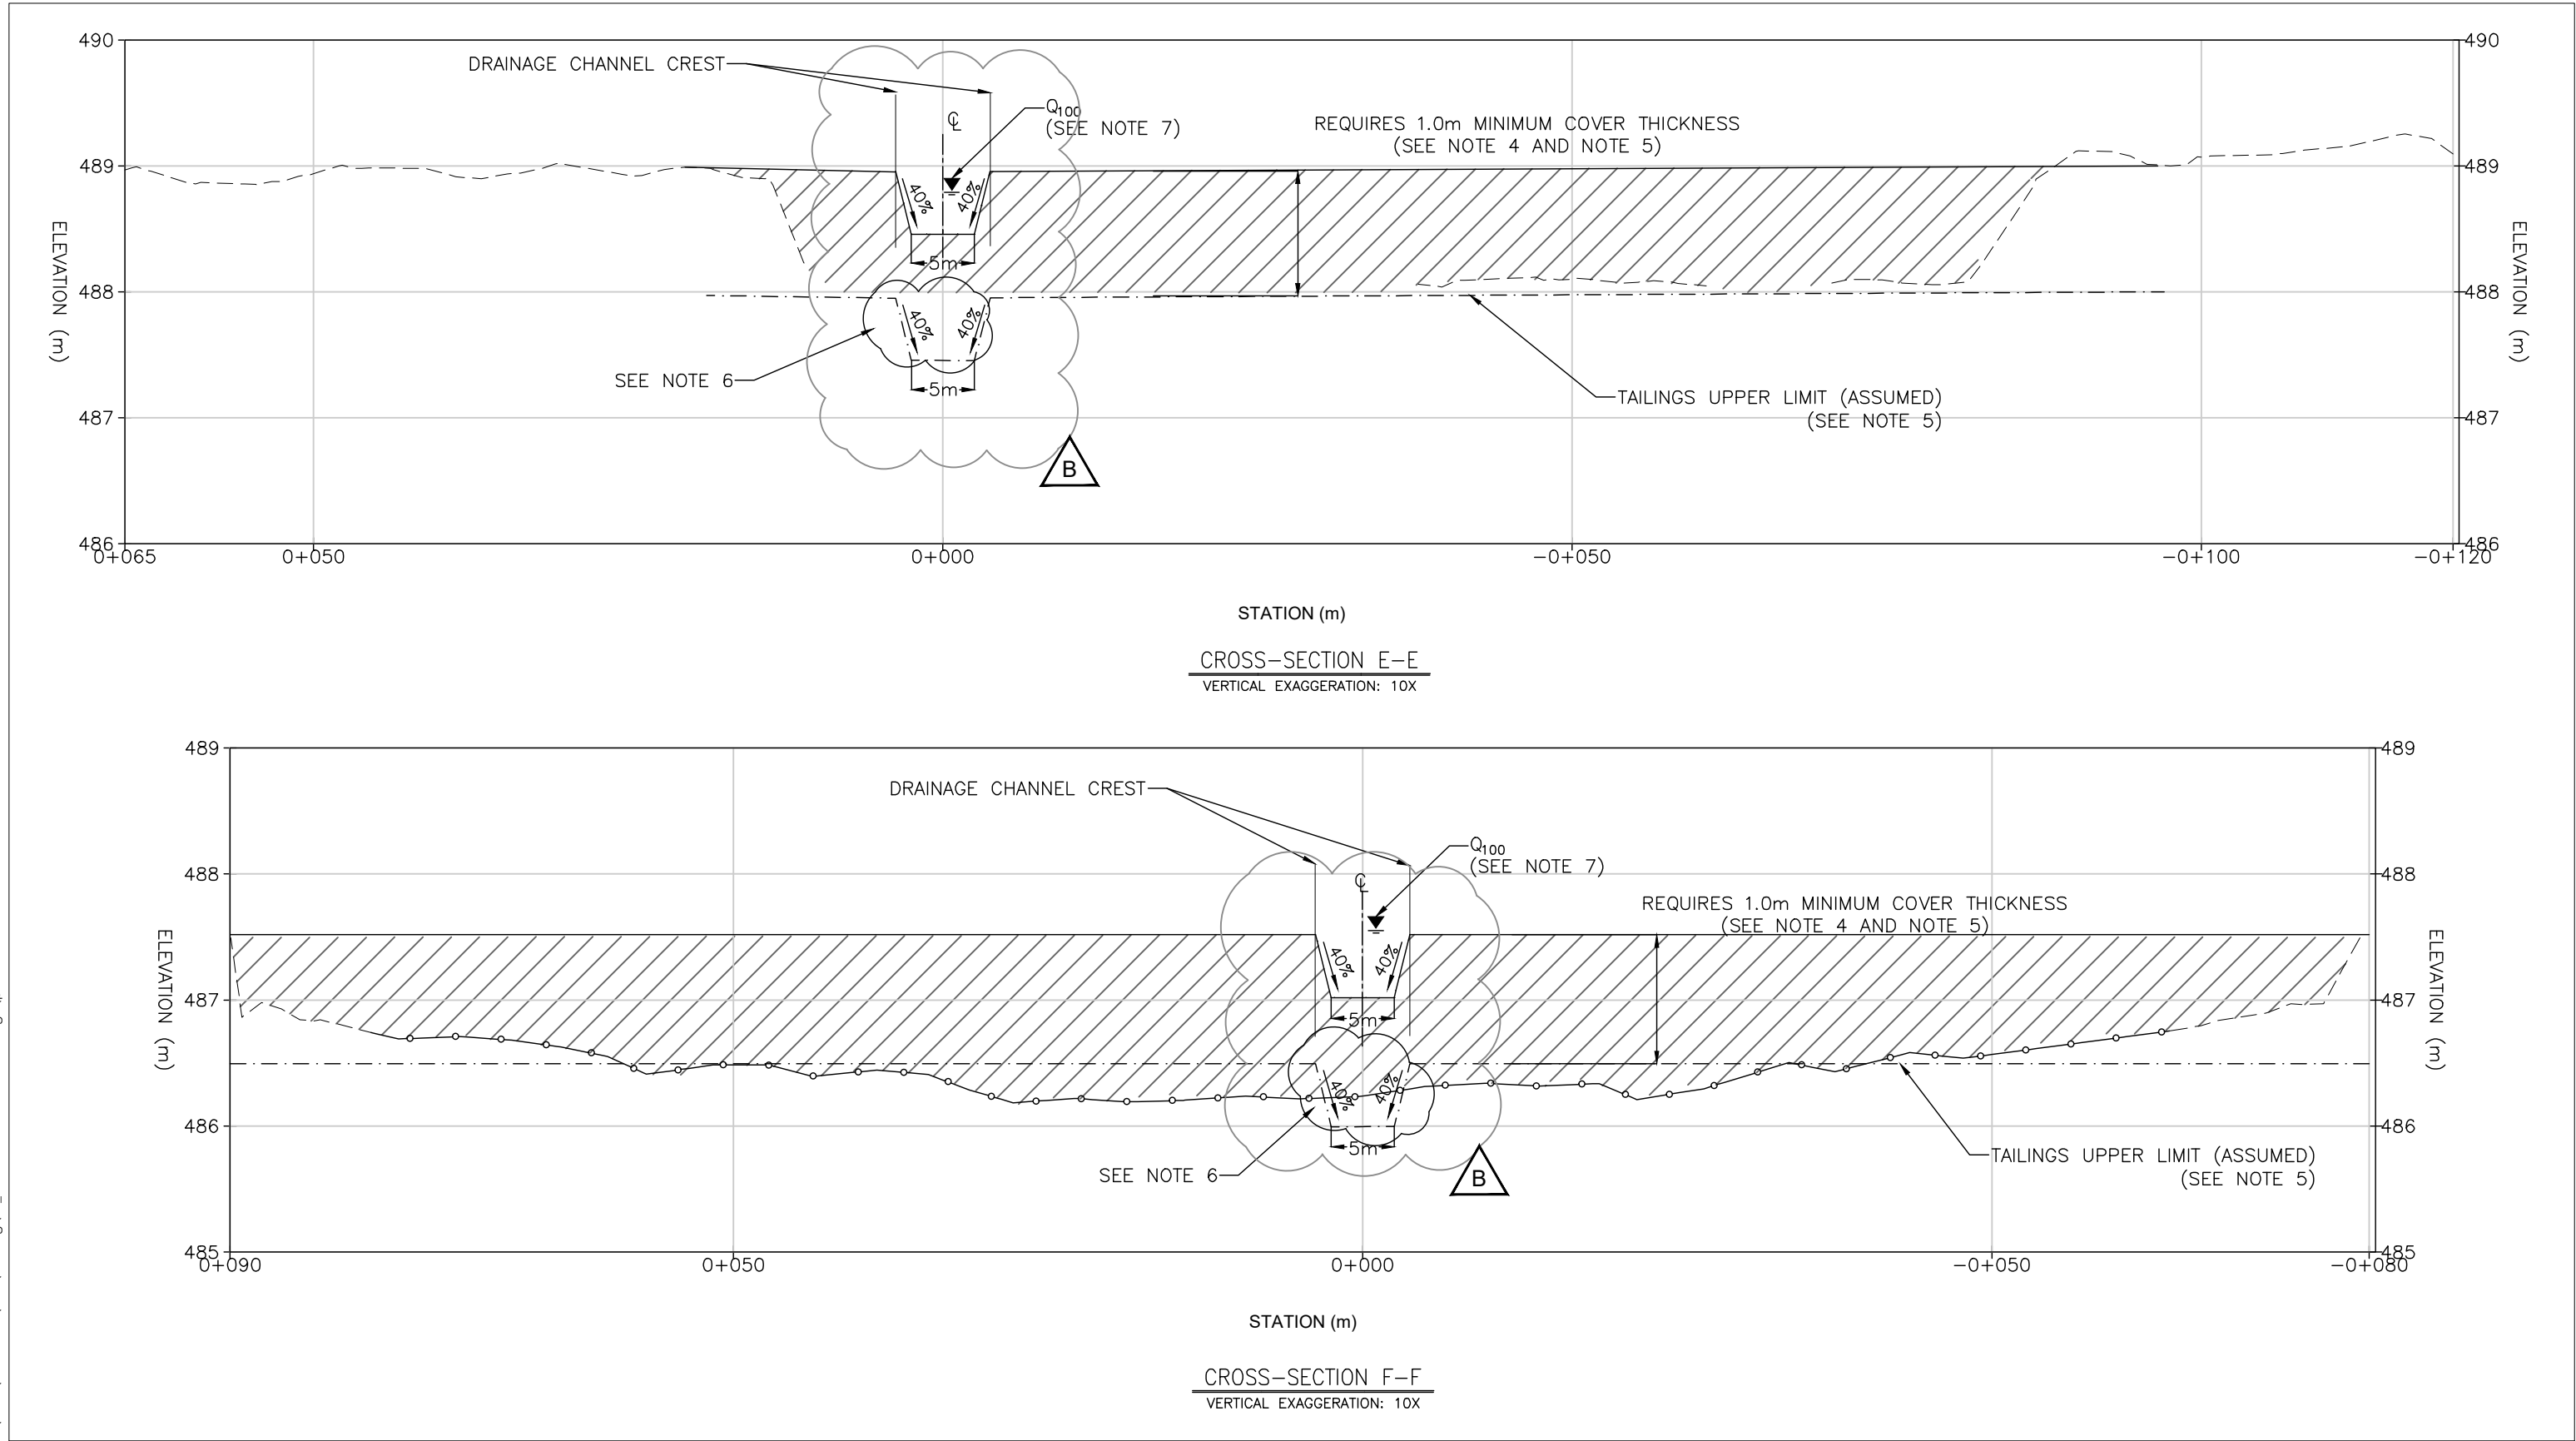 490
490
DRAINAGE CHANNEL CREST
℄
Q100
(SEE NOTE 7)
REQUIRES 1.0m MINIMUM COVER THICKNESS
(SEE NOTE 4 AND NOTE 5)
489
489
40%
40%
ELEVATION (m)
ELEVATION (m)
5m
488
488
40%
40%
SEE NOTE 6
5m
TAILINGS UPPER LIMIT (ASSUMED)
(SEE NOTE 5)
487
487
B
486
486
0+065
0+050
0+000
-0+050
-0+100
-0+120
STATION (m)
CROSS-SECTION E-E
VERTICAL EXAGGERATION: 10X
489
489
DRAINAGE CHANNEL CREST
Q100
(SEE NOTE 7)
488
488
℄
REQUIRES 1.0m MINIMUM COVER THICKNESS
(SEE NOTE 4 AND NOTE 5)
40%
40%
ELEVATION (m)
ELEVATION (m)
487
487
5m
40%
40%
486
486
5m
SEE NOTE 6
B
TAILINGS UPPER LIMIT (ASSUMED)
(SEE NOTE 5)
485
485
0+090
0+050
0+000
-0+050
-0+080
STATION (m)
CROSS-SECTION F-F
VERTICAL EXAGGERATION: 10X